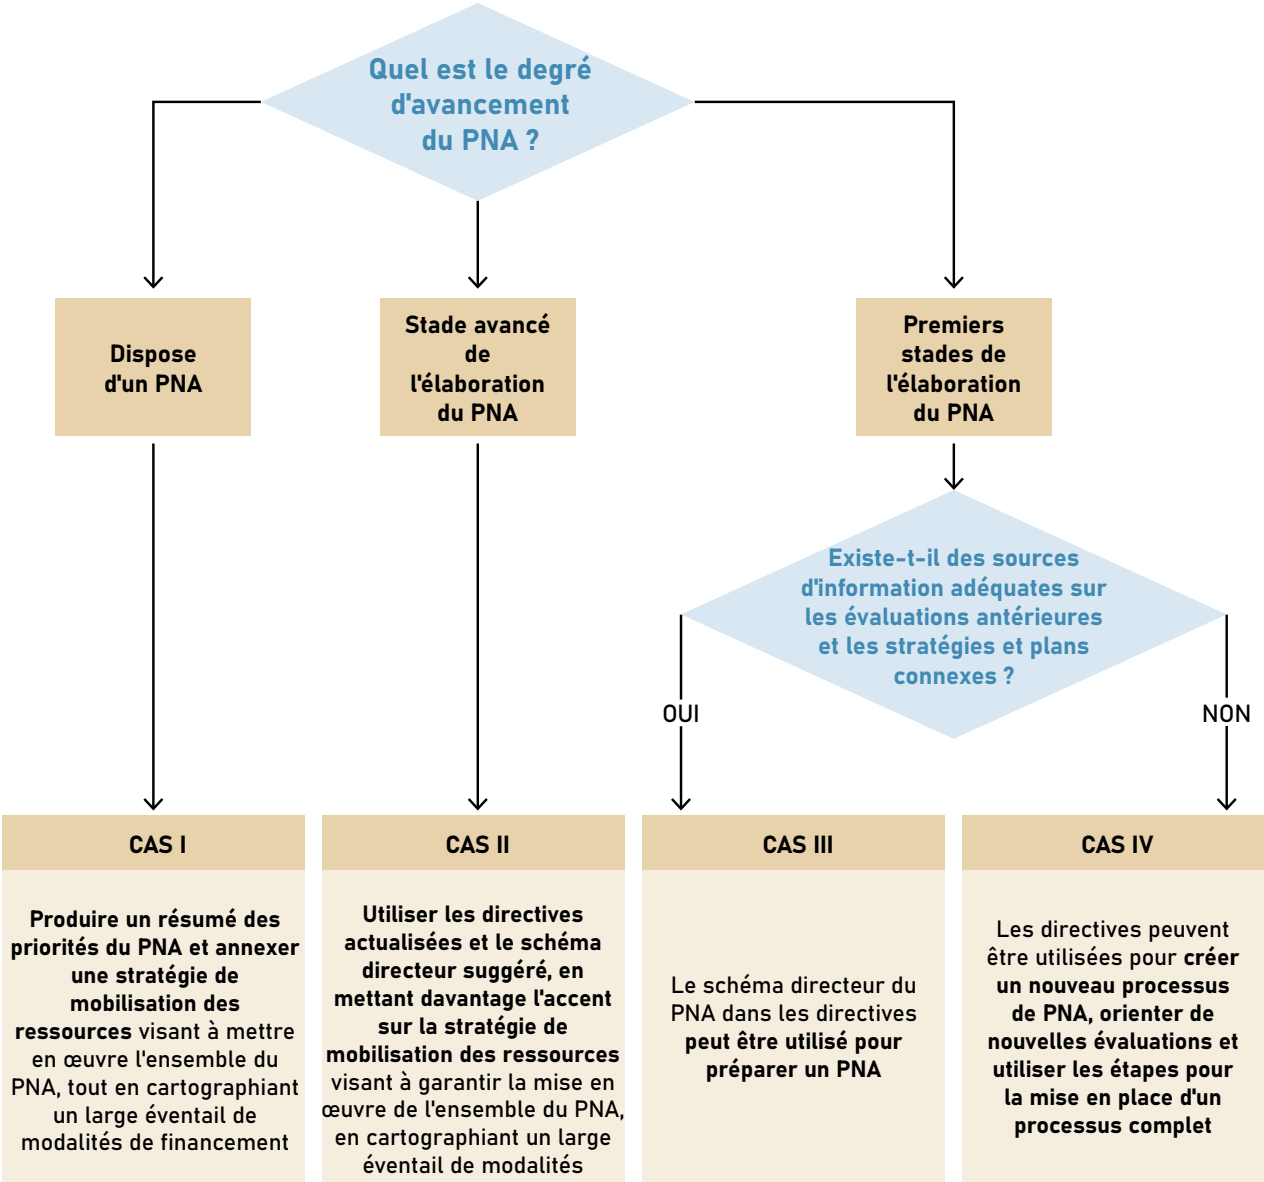 Quel est le degré
d'avancement
du PNA ?
Dispose
d'un PNA
Stade avancé
de
l'élaboration
du PNA
Premiers
stades de
l'élaboration
du PNA
Existe-t-il des sources
d'information adéquates sur
les évaluations antérieures
et les stratégies et plans
connexes ?
OUI
NON
CAS I
Produire un résumé des
priorités du PNA et annexer
une stratégie de
mobilisation des
ressources visant à mettre
en œuvre l'ensemble du
PNA, tout en cartographiant
un large éventail de
modalités de financement
CAS II
Utiliser les directives
actualisées et le schéma
directeur suggéré, en
mettant davantage l'accent
sur la stratégie de
mobilisation des ressources
visant à garantir la mise en
œuvre de l'ensemble du PNA,
en cartographiant un large
éventail de modalités
CAS III
Le schéma directeur du
PNA dans les directives
peut être utilisé pour
préparer un PNA
CAS IV
Les directives peuvent
être utilisées pour créer
un nouveau processus
de PNA, orienter de
nouvelles évaluations et
utiliser les étapes pour
la mise en place d'un
processus complet